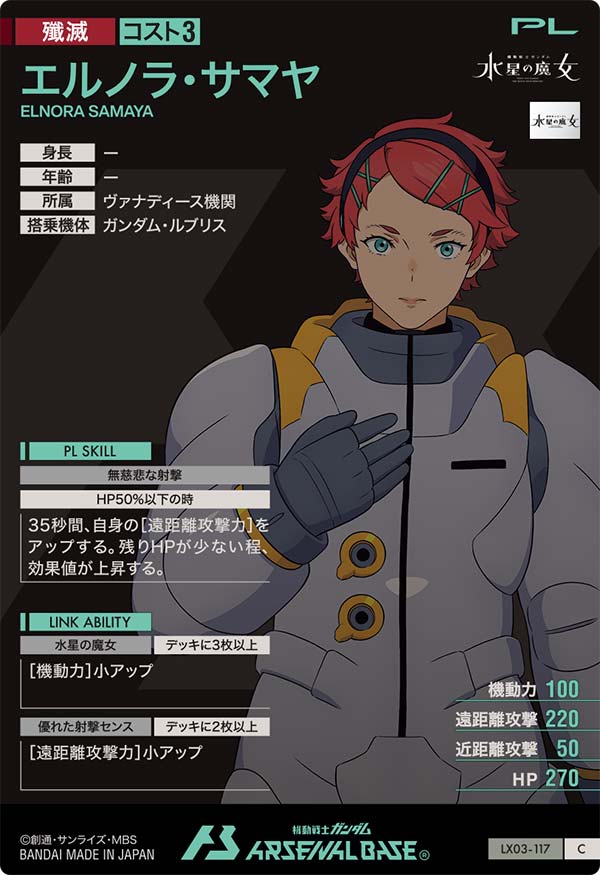 殲滅 コスト3 PL
エルノラ・サマヤ
ELNORA SAMAYA
水星の魔女
水星の魔女
身長 ー
年齢 ー
所属 ヴァナディース機関
搭乗機体 ガンダム・ルブリス
PL SKILL
無慈悲な射撃
HP50%以下の時
35秒間、自身の[遠距離攻撃力]を
アップする。残りHPが少ない程、
効果値が上昇する。
LINK ABILITY
水星の魔女 デッキに3枚以上
[機動力]小アップ
優れた射撃センス デッキに2枚以上
[遠距離攻撃力]小アップ
機動力 100
遠距離攻撃 220
近距離攻撃 50
HP 270
©創通・サンライズ・MBS
BANDAI MADE IN JAPAN
機動戦士ガンダム
AB ARSENAL BASE®
LX03-117 C